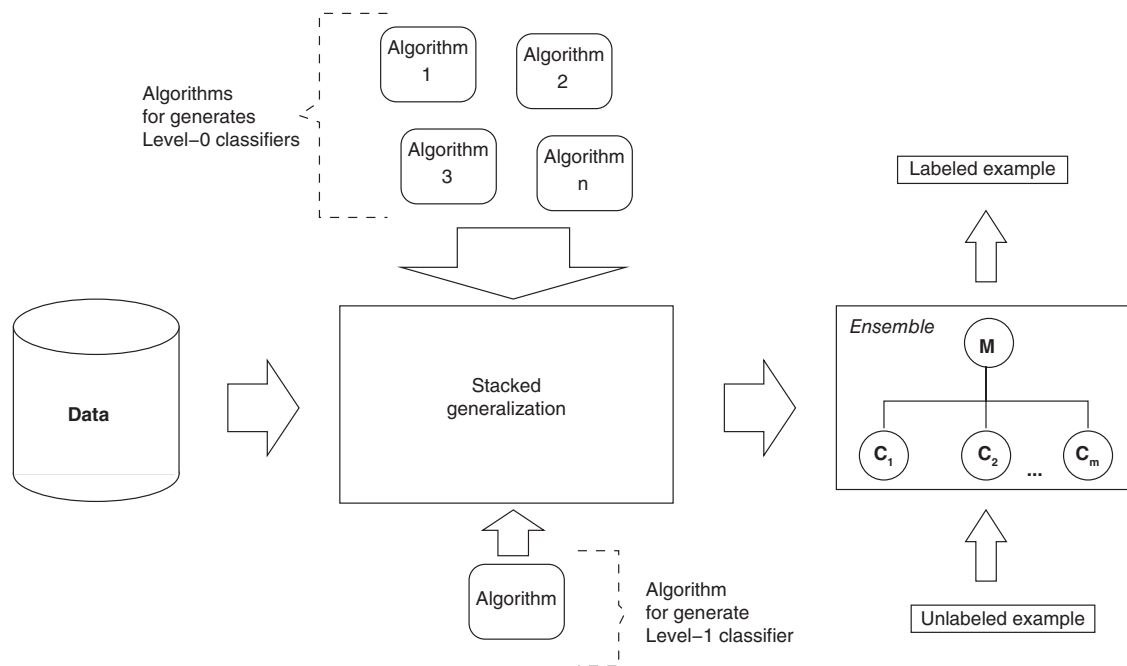 Algorithm
1
Algorithm
2
Algorithms
for generates
Level–0 classifiers
Algorithm
3
Algorithm
n
Labeled example
Data
Stacked
generalization
Ensemble
M
C1
C2
...
Cm
Algorithm
Algorithm
for generate
Level–1 classifier
Unlabeled example